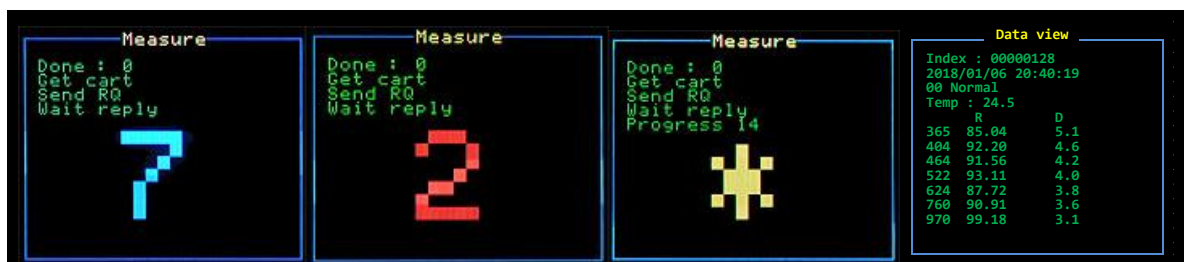 Measure
Done : 0
Get cart
Send RQ
Wait reply
7
Measure
Done : 0
Get cart
Send RQ
Wait reply
2
Measure
Done : 0
Get cart
Send RQ
Wait reply
Progress 14
*
Data view
Index : 00000128
2018/01/06 20:40:19
00 Normal
Temp : 24.5
R D
365 85.04 5.1
404 92.20 4.6
464 91.56 4.2
522 93.11 4.0
624 87.72 3.8
760 90.91 3.6
970 99.18 3.1